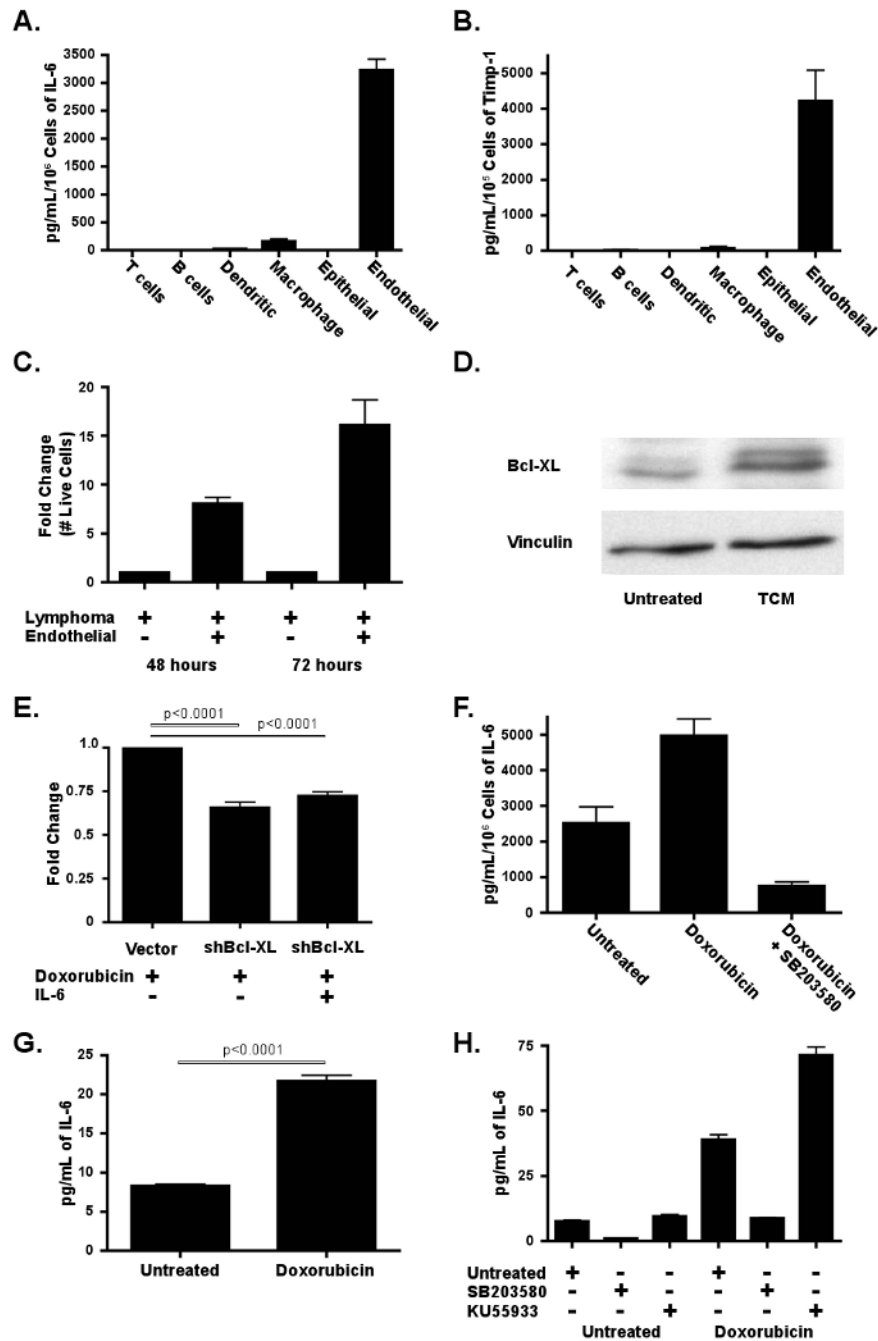 A.
pg/mL/10⁶ Cells of IL-6
3500
3000
2500
2000
1500
1000
500
0
T cells
B cells
Dendritic
Macrophage
Epithelial
Endothelial
B.
pg/mL/10⁵ Cells of Timp-1
5000
4000
3000
2000
1000
0
T cells
B cells
Dendritic
Macrophage
Epithelial
Endothelial
C.
Fold Change
(# Live Cells)
20
15
10
5
0
Lymphoma + + + +
Endothelial - + - +
48 hours 72 hours
D.
Bcl-XL
Vinculin
Untreated TCM
E.
p<0.0001
p<0.0001
Fold Change
1.0
0.75
0.5
0.25
0
Vector shBcl-XL shBcl-XL
Doxorubicin + + +
IL-6 - - +
F.
pg/mL/10⁶ Cells of IL-6
5000
4000
3000
2000
1000
0
Untreated
Doxorubicin
Doxorubicin
+ SB203580
G.
p<0.0001
pg/mL of IL-6
25
20
15
10
5
0
Untreated Doxorubicin
H.
pg/mL of IL-6
75
50
25
0
Untreated + - - + - -
SB203580 - + - - + -
KU55933 - - + - - +
Untreated Doxorubicin